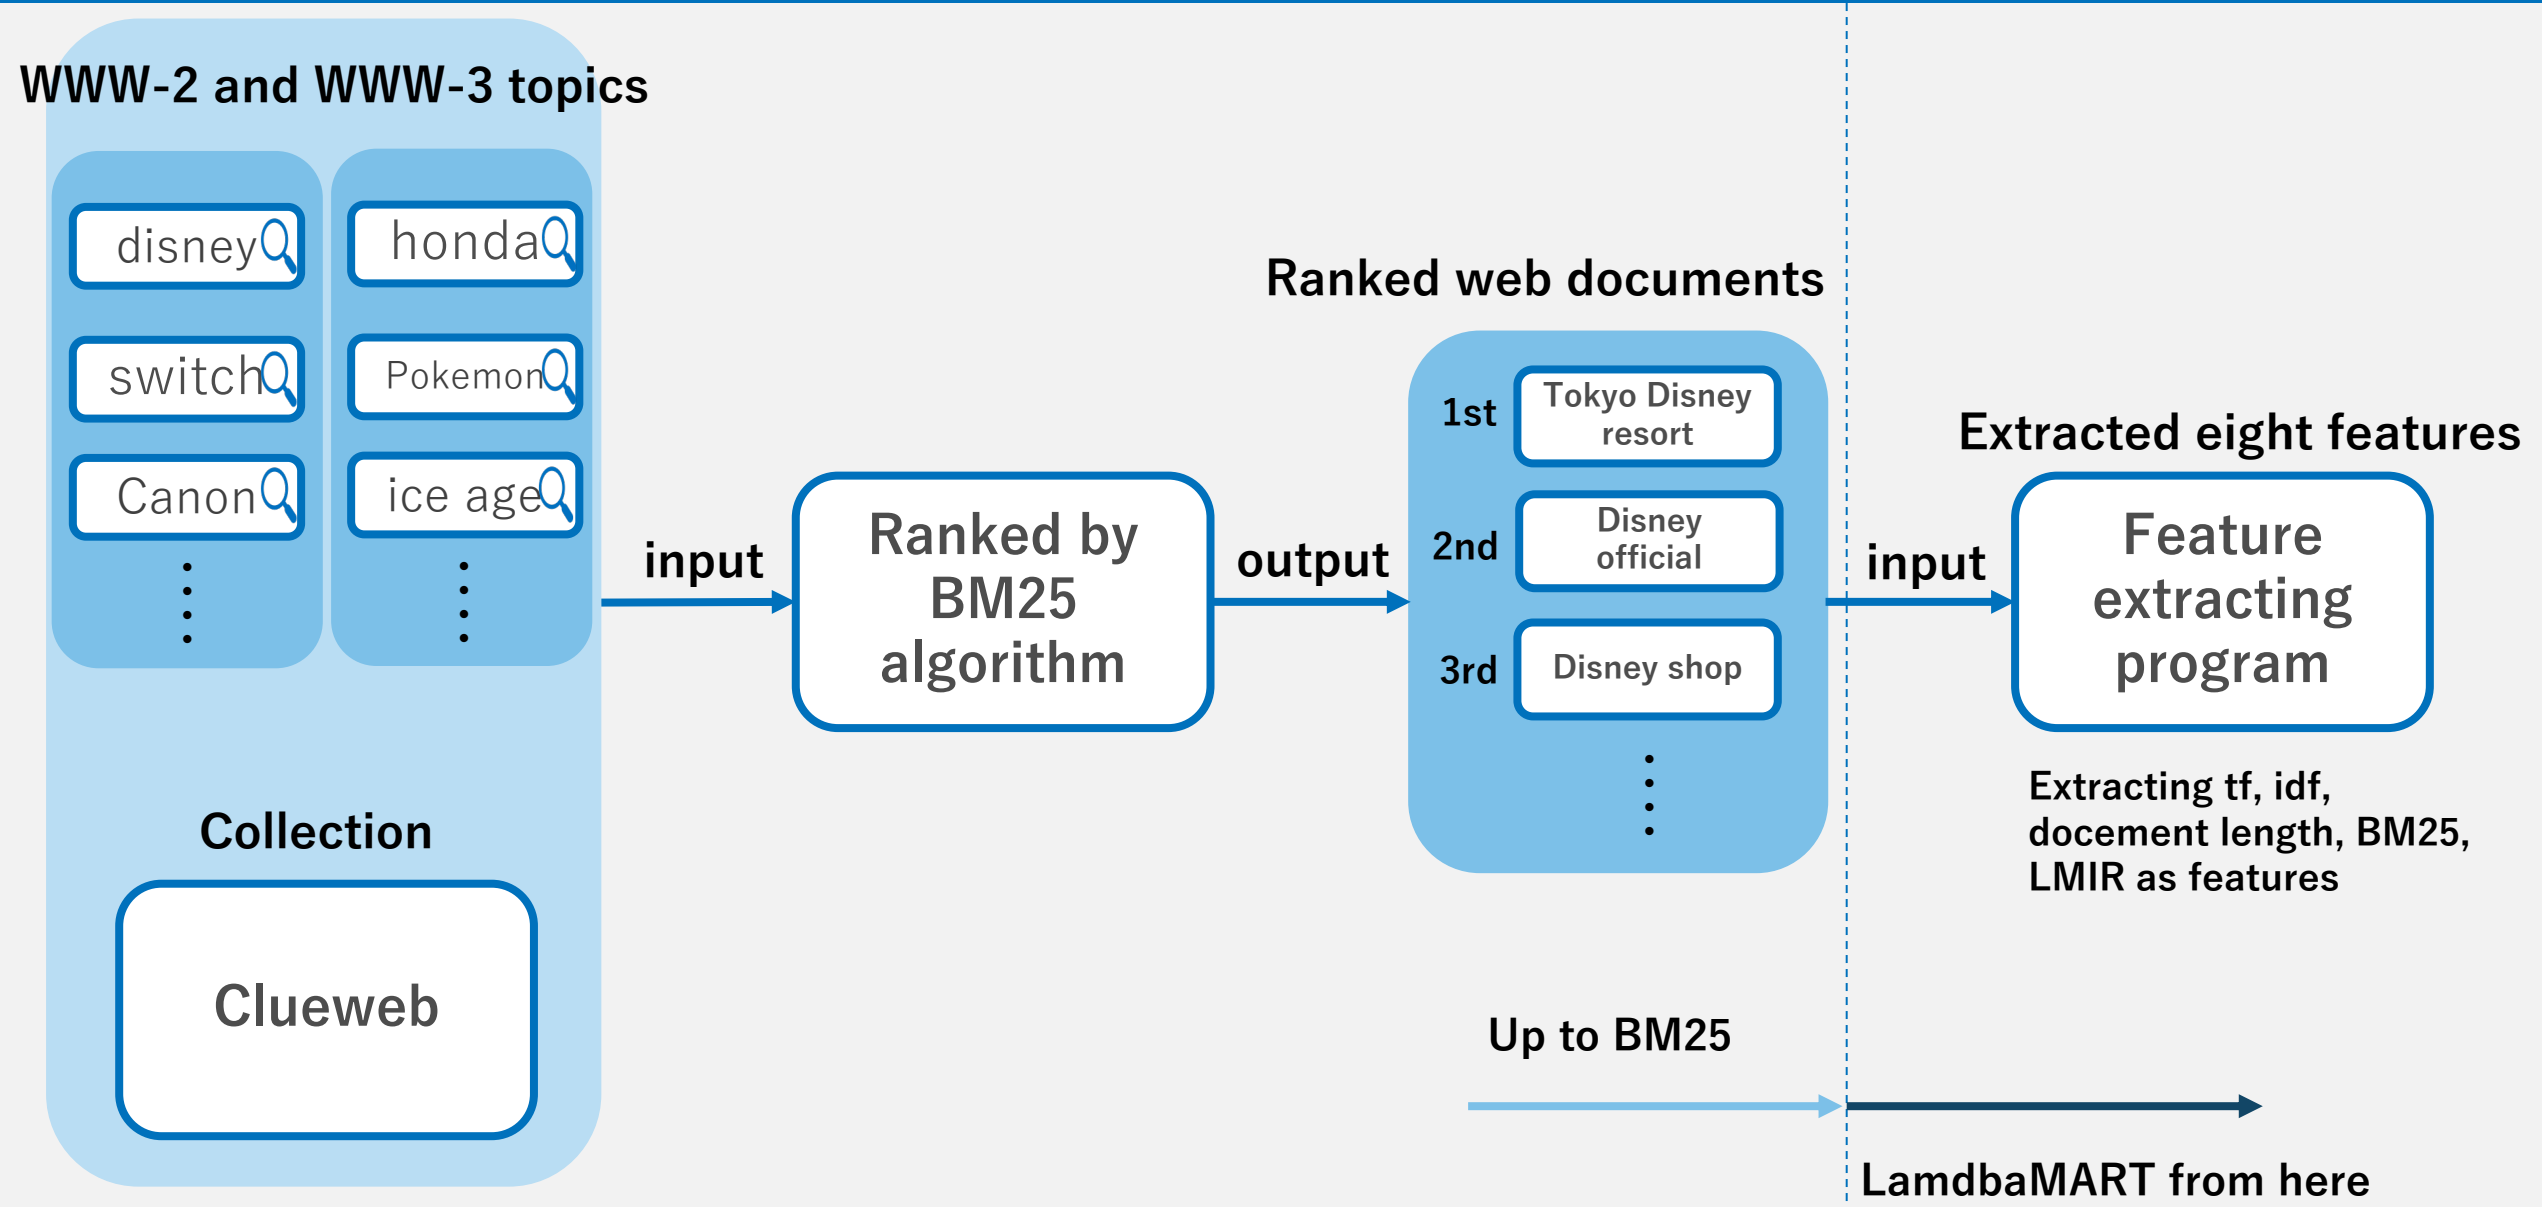 WWW-2 and WWW-3 topics
disney
honda
switch
Pokemon
Canon
ice age
Collection
Clueweb
input
Ranked by
BM25
algorithm
output
Ranked web documents
1st
Tokyo Disney
resort
2nd
Disney
official
3rd
Disney shop
input
Extracted eight features
Feature
extracting
program
Extracting tf, idf,
docement length, BM25,
LMIR as features
Up to BM25
LamdbaMART from here